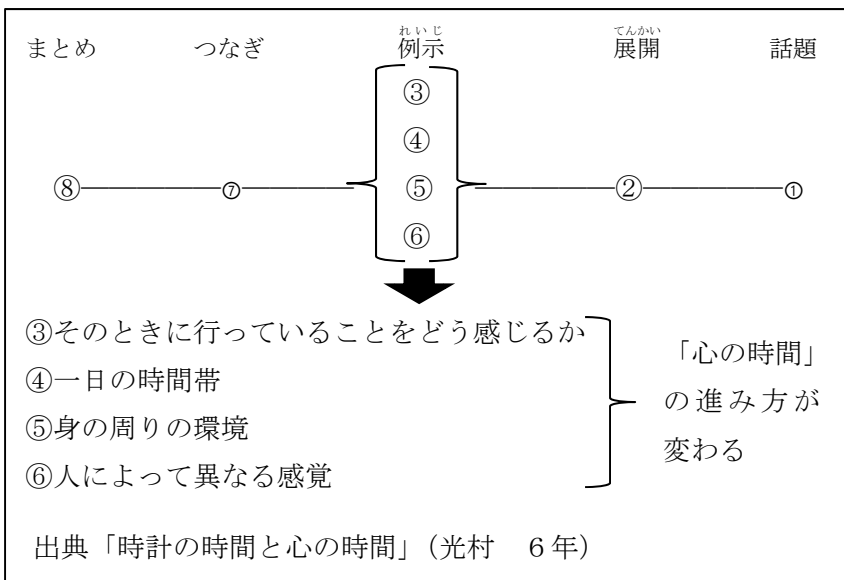 まとめ つなぎ 例示 展開 話題
れいじ てんかい
③
④
⑧ ⑦ ⑤ ② ①
⑥
③そのときに行っていることをどう感じるか
④一日の時間帯
⑤身の周りの環境
⑥人によって異なる感覚
「心の時間」
の進み方が
変わる
出典「時計の時間と心の時間」(光村 6年)